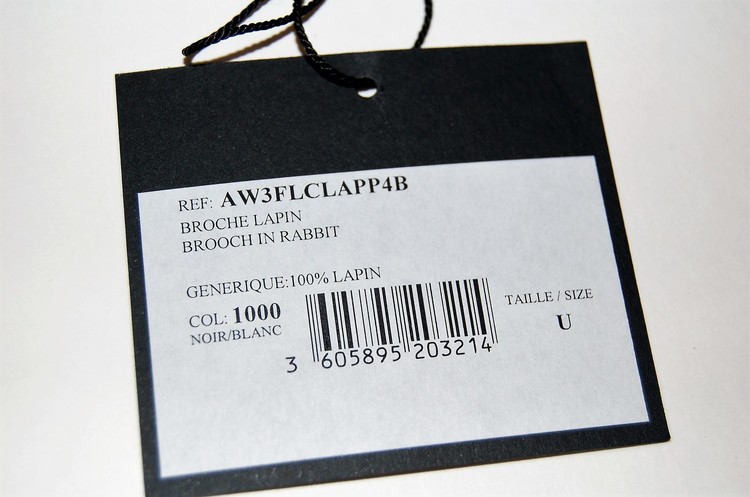 REF: AW3FLCLAPP4B
BROCHE LAPIN
BROOCH IN RABBIT
GENERIQUE:100% LAPIN
COL: 1000
NOIR/BLANC
TAILLE / SIZE
U
3 605895 203214